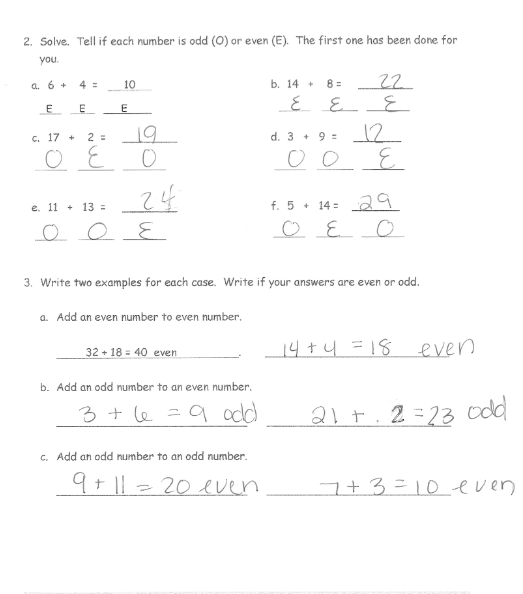 2. Solve. Tell if each number is odd (O) or even (E). The first one has been done for
you.
a. 6 + 4 = 10
E E E
b. 14 + 8 = 22
E E E
c. 17 + 2 = 19
O E O
d. 3 + 9 = 12
O O E
e. 11 + 13 = 24
O O E
f. 5 + 14 = 29
O E O
3. Write two examples for each case. Write if your answers are even or odd.
a. Add an even number to even number.
32 + 18 = 40 even. 14 + 4 = 18 even
b. Add an odd number to an even number.
3 + 6 = 9 odd 21 + . 2 = 23 odd
c. Add an odd number to an odd number.
9 + 11 = 20 even 7 + 3 = 10 even